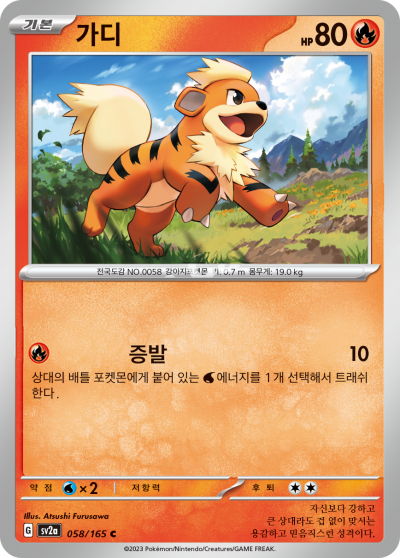 기본 가디 HP 80
전국도감 NO.0058 강아지포켓몬 키: 0.7 m 몸무게: 19.0 kg
증발 10
상대의 배틀 포켓몬에게 붙어 있는 에너지를 1개 선택해서 트래쉬
한다.
약점 ×2 저항력 후퇴
Illus. Atsushi Furusawa
G sv2a 058/165 C
자신보다 강하고
큰 상대라도 겁 없이 맞서는
용감하고 믿음직스런 성격이다.
©2023 Pokémon/Nintendo/Creatures/GAME FREAK.